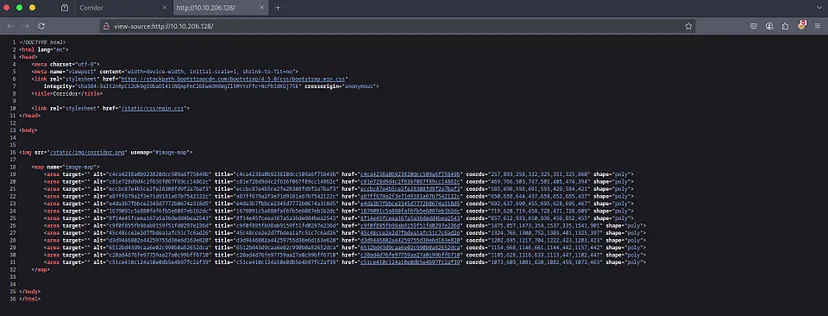 Corridor
http://10.10.206.128/
view-source:http://10.10.206.128/
1 <!DOCTYPE html>
2 <html lang="en">
3 <head>
4 <meta charset="utf-8">
5 <meta name="viewport" content="width=device-width, initial-scale=1, shrink-to-fit=no">
6 <link rel="stylesheet" href="https://stackpath.bootstrapcdn.com/bootstrap/4.5.0/css/bootstrap.min.css"
7 integrity="sha384-9aIt2nRpC12Uk9gS9baDl411NQApFmC26EwAOH8WgZl5MYYxFfc+NcPb1dKGj7Sk" crossorigin="anonymous">
8 <title>Corridor</title>
9
10 <link rel="stylesheet" href="/static/css/main.css">
11 </head>
12
13 <body>
14
15
16 <img src="/static/img/corridor.png" usemap="#image-map">
17
18 <map name="image-map">
19 <area target="" alt="c4ca4238a0b923820dcc509a6f75849b" title="c4ca4238a0b923820dcc509a6f75849b" href="c4ca4238a0b923820dcc509a6f75849b" coords="257,893,258,332,325,351,325,860" shape="poly">
20 <area target="" alt="c81e728d9d4c2f636f067f89cc14862c" title="c81e728d9d4c2f636f067f89cc14862c" href="c81e728d9d4c2f636f067f89cc14862c" coords="469,766,503,747,501,405,474,394" shape="poly">
21 <area target="" alt="eccbc87e4b5ce2fe28308fd9f2a7baf3" title="eccbc87e4b5ce2fe28308fd9f2a7baf3" href="eccbc87e4b5ce2fe28308fd9f2a7baf3" coords="585,698,598,691,593,429,584,421" shape="poly">
22 <area target="" alt="a87ff679a2f3e71d9181a67b7542122c" title="a87ff679a2f3e71d9181a67b7542122c" href="a87ff679a2f3e71d9181a67b7542122c" coords="650,658,644,437,658,652,655,437" shape="poly">
23 <area target="" alt="e4da3b7fbbce2345d7772b0674a318d5" title="e4da3b7fbbce2345d7772b0674a318d5" href="e4da3b7fbbce2345d7772b0674a318d5" coords="692,637,690,455,695,628,695,467" shape="poly">
24 <area target="" alt="1679091c5a880faf6fb5e6087eb1b2dc" title="1679091c5a880faf6fb5e6087eb1b2dc" href="1679091c5a880faf6fb5e6087eb1b2dc" coords="719,620,719,458,728,471,728,609" shape="poly">
25 <area target="" alt="8f14e45fceea167a5a36dedd4bea2543" title="8f14e45fceea167a5a36dedd4bea2543" href="8f14e45fceea167a5a36dedd4bea2543" coords="857,612,933,610,936,456,852,455" shape="poly">
26 <area target="" alt="c9f0f895fb98ab9159f51fd0297e236d" title="c9f0f895fb98ab9159f51fd0297e236d" href="c9f0f895fb98ab9159f51fd0297e236d" coords="1475,857,1473,354,1537,335,1541,901" shape="poly">
27 <area target="" alt="45c48cce2e2d7fbdea1afc51c7c6ad26" title="45c48cce2e2d7fbdea1afc51c7c6ad26" href="45c48cce2e2d7fbdea1afc51c7c6ad26" coords="1324,766,1300,752,1303,401,1325,397" shape="poly">
28 <area target="" alt="d3d9446802a44259755d38e6d163e820" title="d3d9446802a44259755d38e6d163e820" href="d3d9446802a44259755d38e6d163e820" coords="1202,695,1217,704,1222,423,1203,423" shape="poly">
29 <area target="" alt="6512bd43d9caa6e02c990b0a82652dca" title="6512bd43d9caa6e02c990b0a82652dca" href="6512bd43d9caa6e02c990b0a82652dca" coords="1154,668,1146,661,1144,442,1157,442" shape="poly">
30 <area target="" alt="c20ad4d76fe97759aa27a0c99bff6710" title="c20ad4d76fe97759aa27a0c99bff6710" href="c20ad4d76fe97759aa27a0c99bff6710" coords="1105,628,1116,633,1113,447,1102,447" shape="poly">
31 <area target="" alt="c51ce410c124a10e0db5e4b97fc2af39" title="c51ce410c124a10e0db5e4b97fc2af39" href="c51ce410c124a10e0db5e4b97fc2af39" coords="1073,609,1081,620,1082,459,1073,463" shape="poly">
32 </map>
33
34
35 </body>
36 </html>